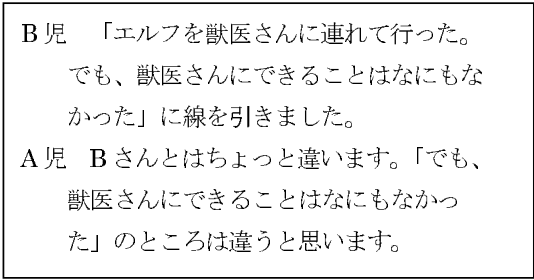 B児　「エルフを獣医さんに連れて行った。
でも、獣医さんにできることはなにもな
かった」に線を引きました。
A児　Bさんとはちょっと違います。「でも、
獣医さんにできることはなにもなかっ
た」のところは違うと思います。